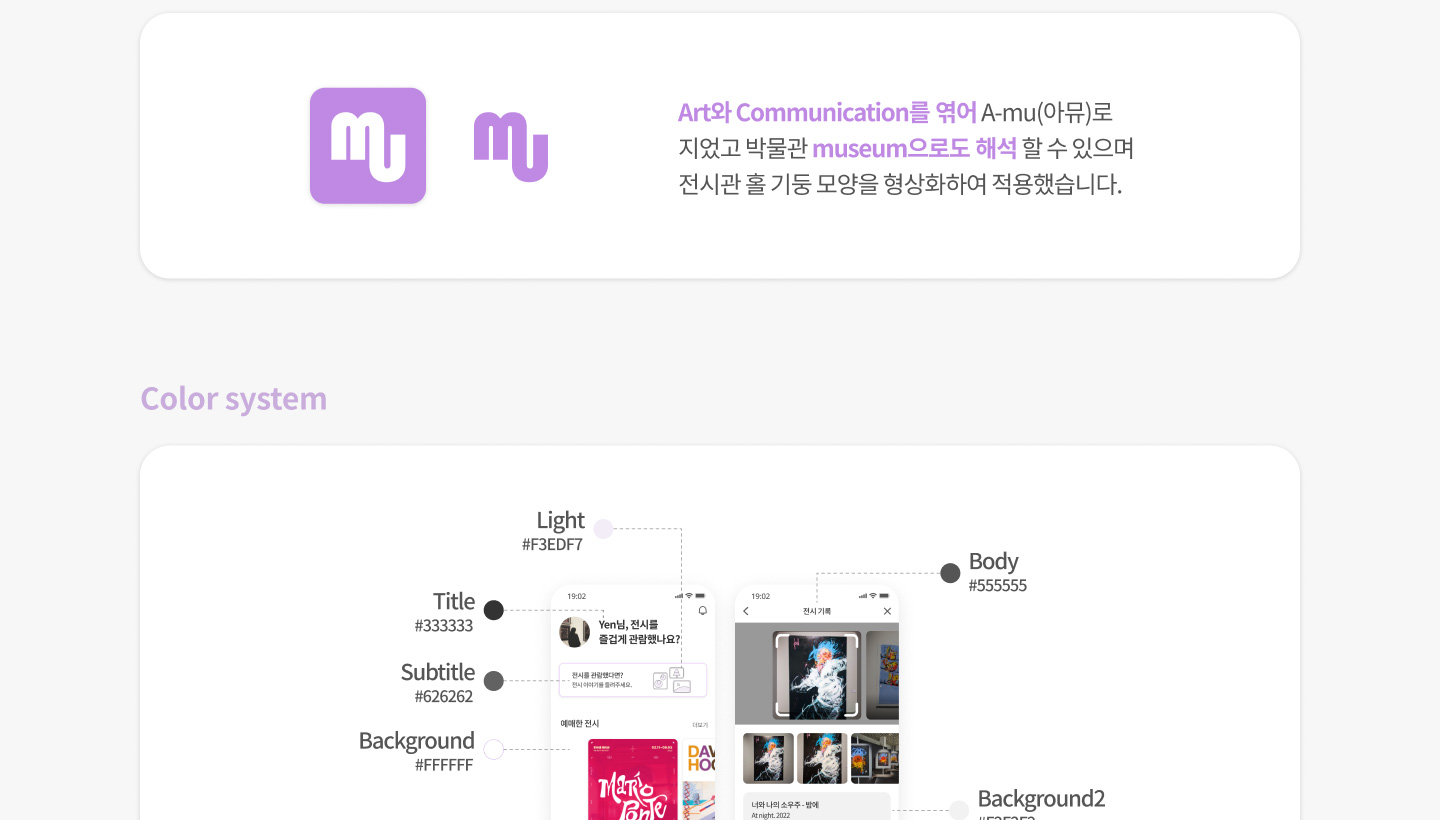 mu
mu
Art와 Communication를 엮어 A-mu(아뮤)로
지었고 박물관 museum으로도 해석 할 수 있으며
전시관 홀 기둥 모양을 형상화하여 적용했습니다.
Color system
Light
#F3EDF7
Body
#555555
Title
#333333
Subtitle
#626262
Background
#FFFFFF
19:02
Yen님, 전시를
즐겁게 관람했나요?
전시를 관람했다면?
전시 이야기를 들려주세요.
예매한 전시
더보기
Mario
Ponte
DAV
HOC
19:02
전시 기록
너와 나의 소우주 - 밤에
At night, 2022
Background2